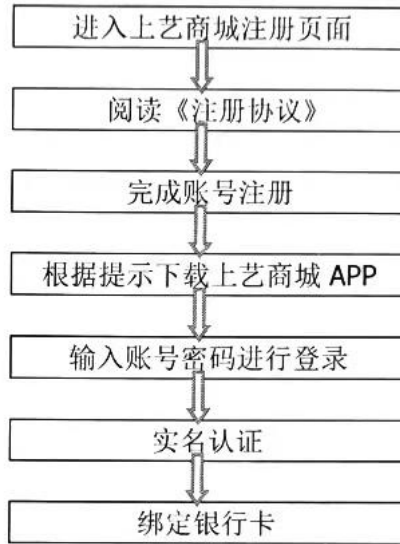 进入上艺商城注册页面
阅读《注册协议》
完成账号注册
根据提示下载上艺商城 APP
输入账号密码进行登录
实名认证
绑定银行卡